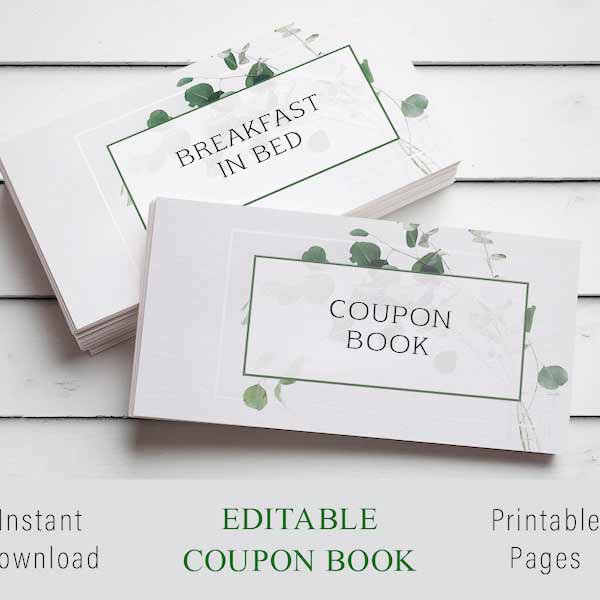 BREAKFAST
IN BED
COUPON
BOOK
Instant
ownload
EDITABLE
COUPON BOOK
Printable
Pages